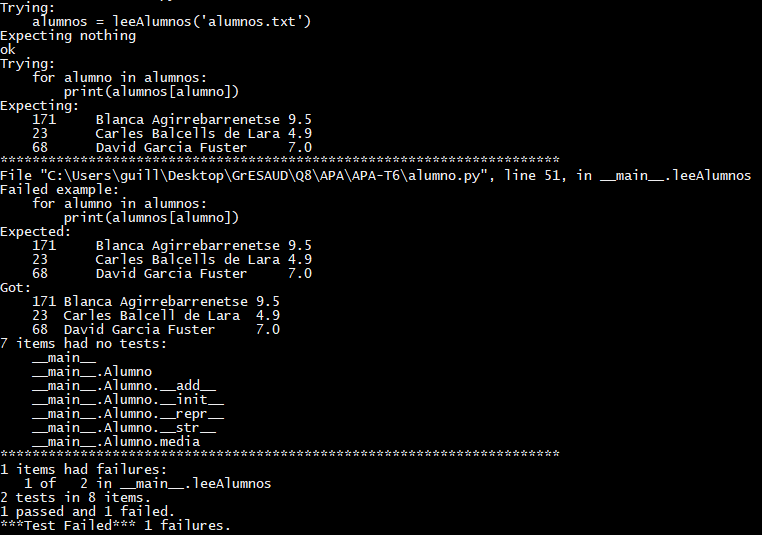 Trying:
    alumnos = leeAlumnos('alumnos.txt')
Expecting nothing
ok
Trying:
    for alumno in alumnos:
        print(alumnos[alumno])
Expecting:
    171     Blanca Agirrebarrenetse 9.5
    23      Carles Balcells de Lara 4.9
    68      David Garcia Fuster     7.0
**********************************************************************
File "C:\Users\guill\Desktop\GrESAUD\Q8\APA\APA-T6\alumno.py", line 51, in __main__.leeAlumnos
Failed example:
    for alumno in alumnos:
        print(alumnos[alumno])
Expected:
    171     Blanca Agirrebarrenetse 9.5
    23      Carles Balcells de Lara 4.9
    68      David Garcia Fuster     7.0
Got:
    171 Blanca Agirrebarrenetse 9.5
    23  Carles Balcell de Lara  4.9
    68  David Garcia Fuster     7.0
7 items had no tests:
    __main__
    __main__.Alumno
    __main__.Alumno.__add__
    __main__.Alumno.__init__
    __main__.Alumno.__repr__
    __main__.Alumno.__str__
    __main__.Alumno.media
**********************************************************************
1 items had failures:
   1 of   2 in __main__.leeAlumnos
2 tests in 8 items.
1 passed and 1 failed.
***Test Failed*** 1 failures.